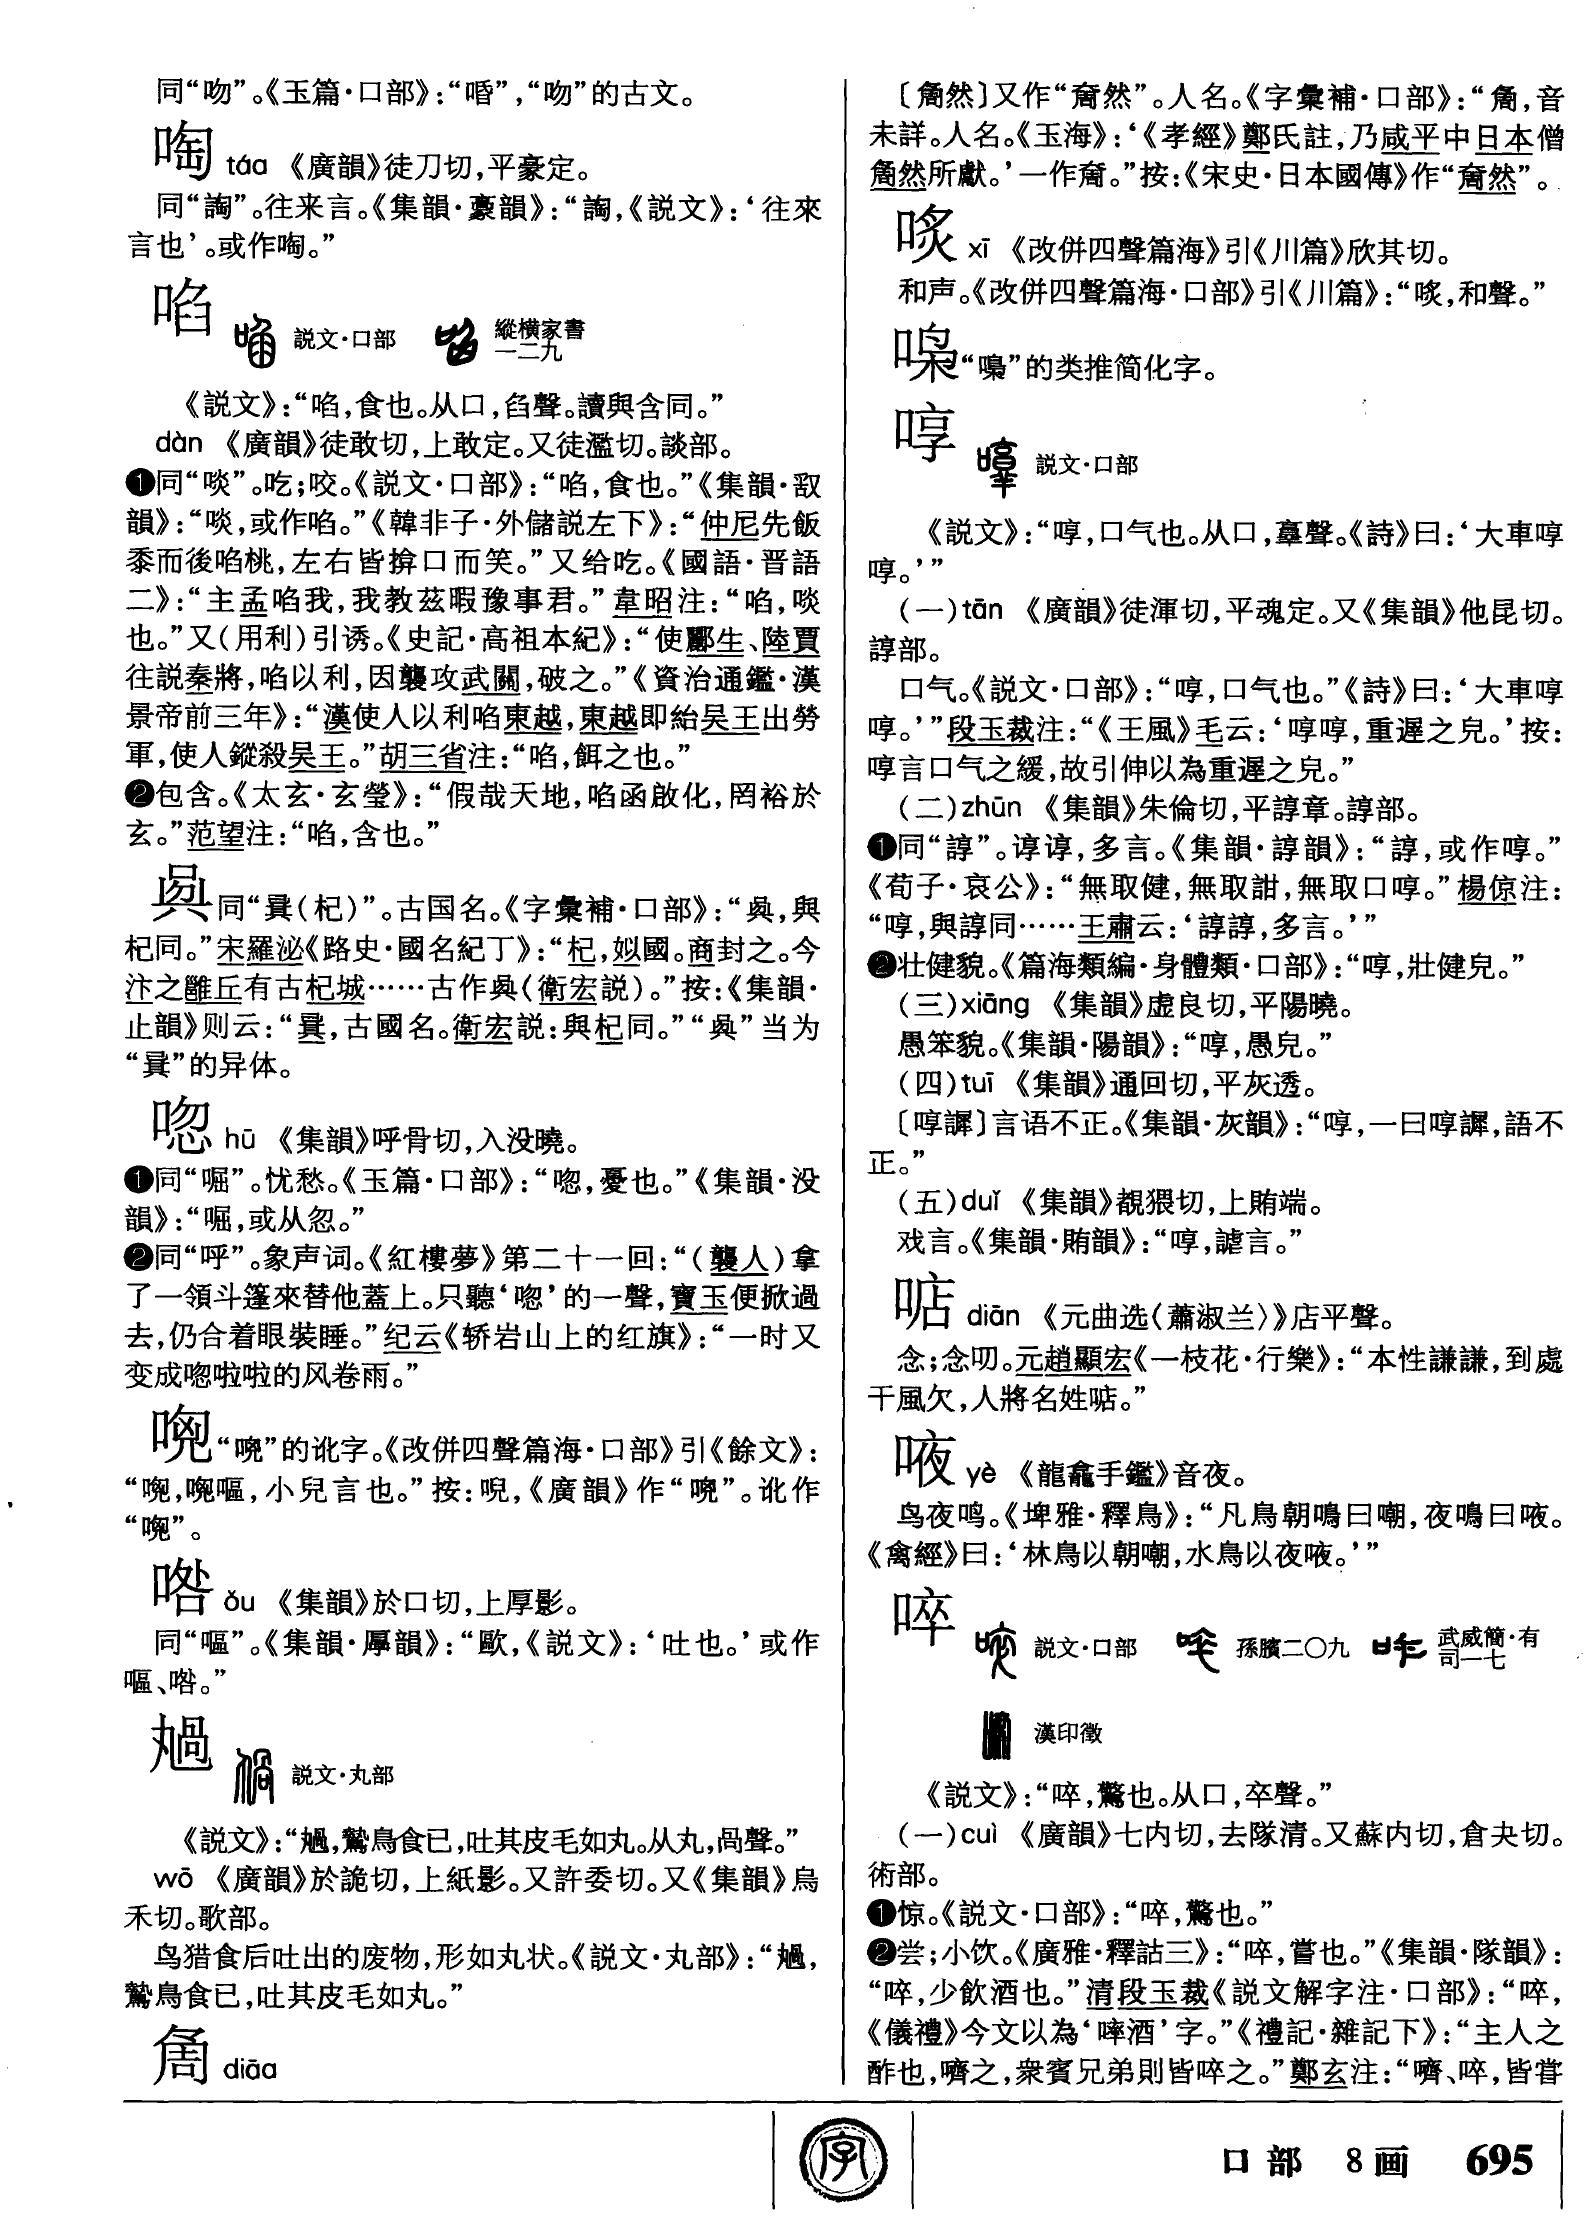 同“吻”。《玉篇·口部》：“㖧”，“吻”的古文。
啕 táo 《廣韻》徒刀切，平豪定。
同“詾”。往来言。《集韻·豪韻》：“詾，《説文》：‘往來
言也’。或作啕。”
啗 説文·口部 縱横家書
一二九
《説文》：“啗，食也。从口，臽聲。讀與含同。”
dàn 《廣韻》徒敢切，上敢定。又徒濫切。談部。
❶同“啖”。吃；咬。《説文·口部》：“啗，食也。”《集韻·㪉
韻》：“啖，或作啗。”《韓非子·外儲説左下》：“仲尼先飯
黍而後啗桃，左右皆揜口而笑。”又给吃。《國語·晋語
二》：“主孟啗我，我教兹暇豫事君。”韋昭注：“啗，啖
也。”又（用利）引诱。《史記·高祖本紀》：“使酈生、陸賈
往説秦將，啗以利，因襲攻武關，破之。”《資治通鑑·漢
景帝前三年》：“漢使人以利啗東越，東越即紿吴王出勞
軍，使人鏦殺吴王。”胡三省注：“啗，餌之也。”
❷包含。《太玄·玄瑩》：“假哉天地，啗函啟化，罔裕於
玄。”范望注：“啗，含也。”
同“㠱（杞）”。古国名。《字彙補·口部》：“，與
杞同。”宋羅泌《路史·國名紀丁》：“杞，姒國。商封之。今
汴之雝丘有古杞城……古作（衛宏説）。”按：《集韻·
止韻》则云：“㠱，古國名。衛宏説：與杞同。”“”当为
“㠱”的异体。
唿 hū 《集韻》呼骨切，入没曉。
❶同“啒”。忧愁。《玉篇·口部》：“唿，憂也。”《集韻·没
韻》：“啒，或从忽。”
❷同“呼”。象声词。《紅樓夢》第二十一回：“（襲人）拿
了一領斗篷來替他蓋上。只聽‘唿’的一聲，寶玉便掀過
去，仍合着眼裝睡。”纪云《轿岩山上的红旗》：“一时又
变成唿啦啦的风卷雨。”
“”的讹字。《改併四聲篇海·口部》引《餘文》：
“，嘔，小兒言也。”按：唲，《廣韻》作“”。讹作
“”。
喒 ǒu 《集韻》於口切，上厚影。
同“嘔”。《集韻·厚韻》：“歐，《説文》：‘吐也。’或作
嘔、。”
 説文·丸部
《説文》：“，鷙鳥食已，吐其皮毛如丸。从丸，咼聲。”
wō 《廣韻》於詭切，上紙影。又許委切。又《集韻》烏
禾切。歌部。
鸟猎食后吐出的废物，形如丸状。《説文·丸部》：“，
鷙鳥食已，吐其皮毛如丸。”
diāo
〔然〕又作“奝然”。人名。《字彙補·口部》：“，音
未詳。人名。《玉海》：‘《孝經》鄭氏註，乃咸平中日本僧
然所獻。’一作奝。”按：《宋史·日本國傳》作“奝然”。
 xī 《改併四聲篇海》引《川篇》欣其切。
和声。《改併四聲篇海·口部》引《川篇》：“，和聲。”
“嘄”的类推简化字。
啍 説文·口部
《説文》：“啍，口气也。从口，𦎫聲。《詩》曰：‘大車啍
啍。’”
（一）tūn 《廣韻》徒渾切，平魂定。又《集韻》他昆切。
諄部。
口气。《説文·口部》：“啍，口气也。”《詩》曰：‘大車啍
啍。’”段玉裁注：“《王風》毛云：‘啍啍，重遲之皃。’按：
啍言口气之緩，故引伸以為重遲之皃。”
（二）zhūn 《集韻》朱倫切，平諄章。諄部。
❶同“諄”。谆谆，多言。《集韻·諄韻》：“諄，或作啍。”
《荀子·哀公》：“無取健，無取詌，無取口啍。”楊倞注：
“啍，與諄同……王肅云：‘諄諄，多言。’”
❷壮健貌。《篇海類編·身體類·口部》：“啍，壯健皃。”
（三）xiāng 《集韻》虚良切，平陽曉。
愚笨貌。《集韻·陽韻》：“啍，愚皃。”
（四）tuī 《集韻》通回切，平灰透。
〔啍〕言语不正。《集韻·灰韻》：“啍，一曰啍，語不
正。”
（五）duǐ 《集韻》覩猥切，上賄端。
戏言。《集韻·賄韻》：“啍，謔言。”
啱 diān 《元曲选〈蕭淑兰〉》店平聲。
念；念叨。元趙顯宏《一枝花·行樂》：“本性謙謙，到處
干風欠，人將名姓㖭。”
㖡 yè 《龍龕手鑑》音夜。
鸟夜鸣。《埤雅·釋鳥》：“凡鳥朝鳴曰嘲，夜鳴曰㖡。
《禽經》曰：‘林鳥以朝嘲，水鳥以夜㖡。’”
啐 説文·口部 孫臏二〇九 武威簡·有
司一七
漢印徵
《説文》：“啐，驚也。从口，卒聲。”
（一）cuì 《廣韻》七内切，去隊清。又蘇内切，倉夬切。
術部。
❶惊。《説文·口部》：“啐，驚也。”
❷尝；小饮。《廣雅·釋詁三》：“啐，嘗也。”《集韻·隊韻》：
“啐，少飲酒也。”清段玉裁《説文解字注·口部》：“啐，
《儀禮》今文以為‘啐酒’字。”《禮記·雜記下》：“主人之
酢也，嚌之，衆賓兄弟則皆啐之。”鄭玄注：“嚌、啐，皆嘗
字
口部 8画 695